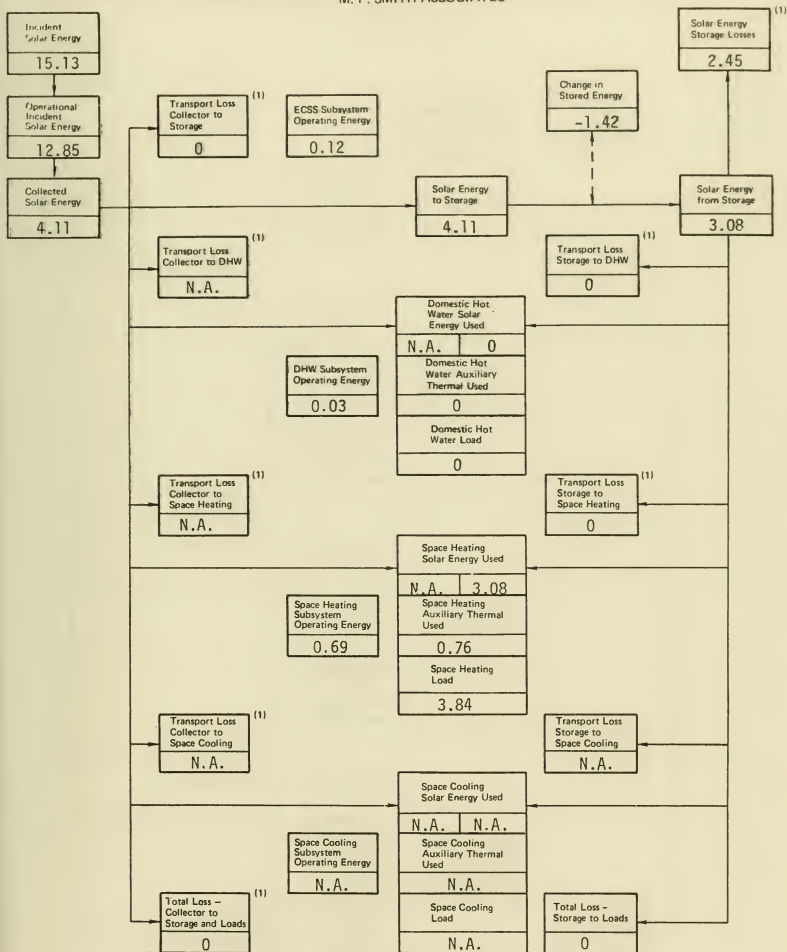 Incident
Solar Energy
15.13
Operational
Incident
Solar Energy
12.85
Collected
Solar Energy
4.11
Transport Loss
Collector to
Storage
(1)
0
ECSS Subsystem
Operating Energy
0.12
Solar Energy
to Storage
4.11
Change in
Stored Energy
-1.42
Solar Energy
Storage Losses
(1)
2.45
Solar Energy
from Storage
3.08
Transport Loss
Collector to DHW
(1)
N.A.
Transport Loss
Storage to DHW
(1)
0
Domestic Hot
Water Solar
Energy Used
N.A. 0
Domestic Hot
Water Auxiliary
Thermal Used
0
Domestic Hot
Water Load
0
DHW Subsystem
Operating Energy
0.03
Transport Loss
Collector to
Space Heating
(1)
N.A.
Transport Loss
Storage to
Space Heating
(1)
0
Space Heating
Solar Energy Used
N.A. 3.08
Space Heating
Auxiliary Thermal
Used
0.76
Space Heating
Load
3.84
Space Heating
Subsystem
Operating Energy
0.69
Transport Loss
Collector to
Space Cooling
(1)
N.A.
Transport Loss
Storage to
Space Cooling
N.A.
Space Cooling
Solar Energy Used
N.A. N.A.
Space Cooling
Auxiliary Thermal
Used
N.A.
Space Cooling
Load
N.A.
Space Cooling
Subsystem
Operating Energy
N.A.
Total Loss –
Collector to
Storage and Loads
(1)
0
Total Loss -
Storage to Loads
0